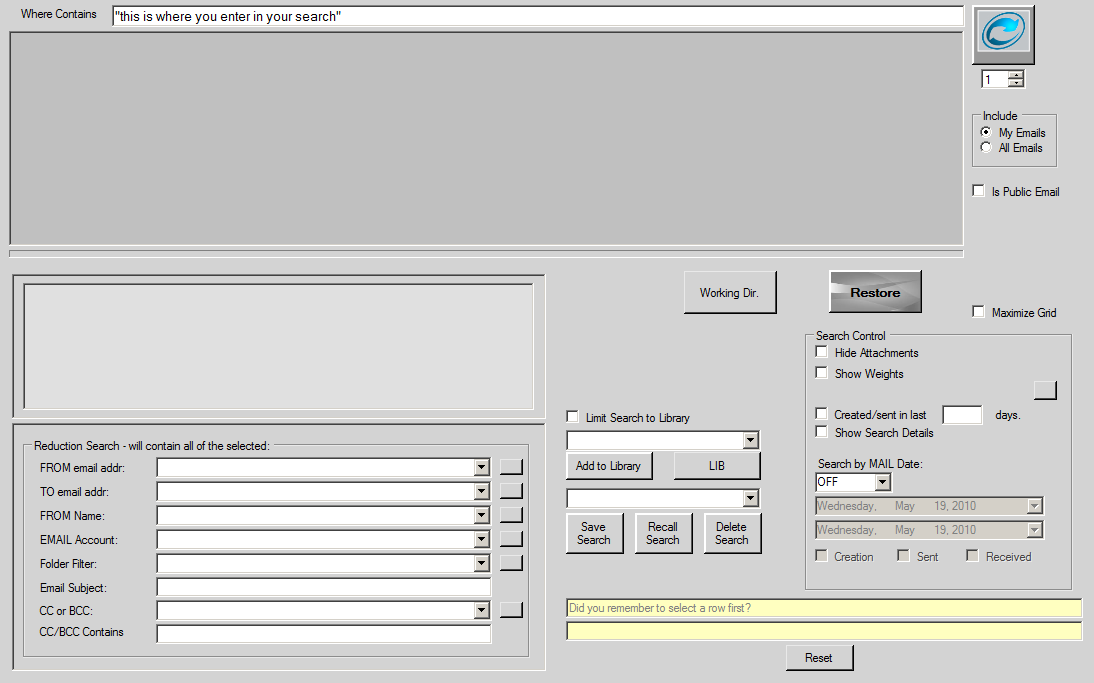 Where Contains
"this is where you enter in your search"
1
Include
My Emails
All Emails
Is Public Email
Working Dir.
Restore
Maximize Grid
Search Control
Hide Attachments
Show Weights
Created/sent in last days.
Show Search Details
Search by MAIL Date:
OFF
Wednesday, May 19, 2010
Wednesday, May 19, 2010
Creation Sent Received
Limit Search to Library
Add to Library
LIB
Save
Search
Recall
Search
Delete
Search
Reduction Search - will contain all of the selected:
FROM email addr:
TO email addr:
FROM Name:
EMAIL Account:
Folder Filter:
Email Subject:
CC or BCC:
CC/BCC Contains
Did you remember to select a row first?
Reset